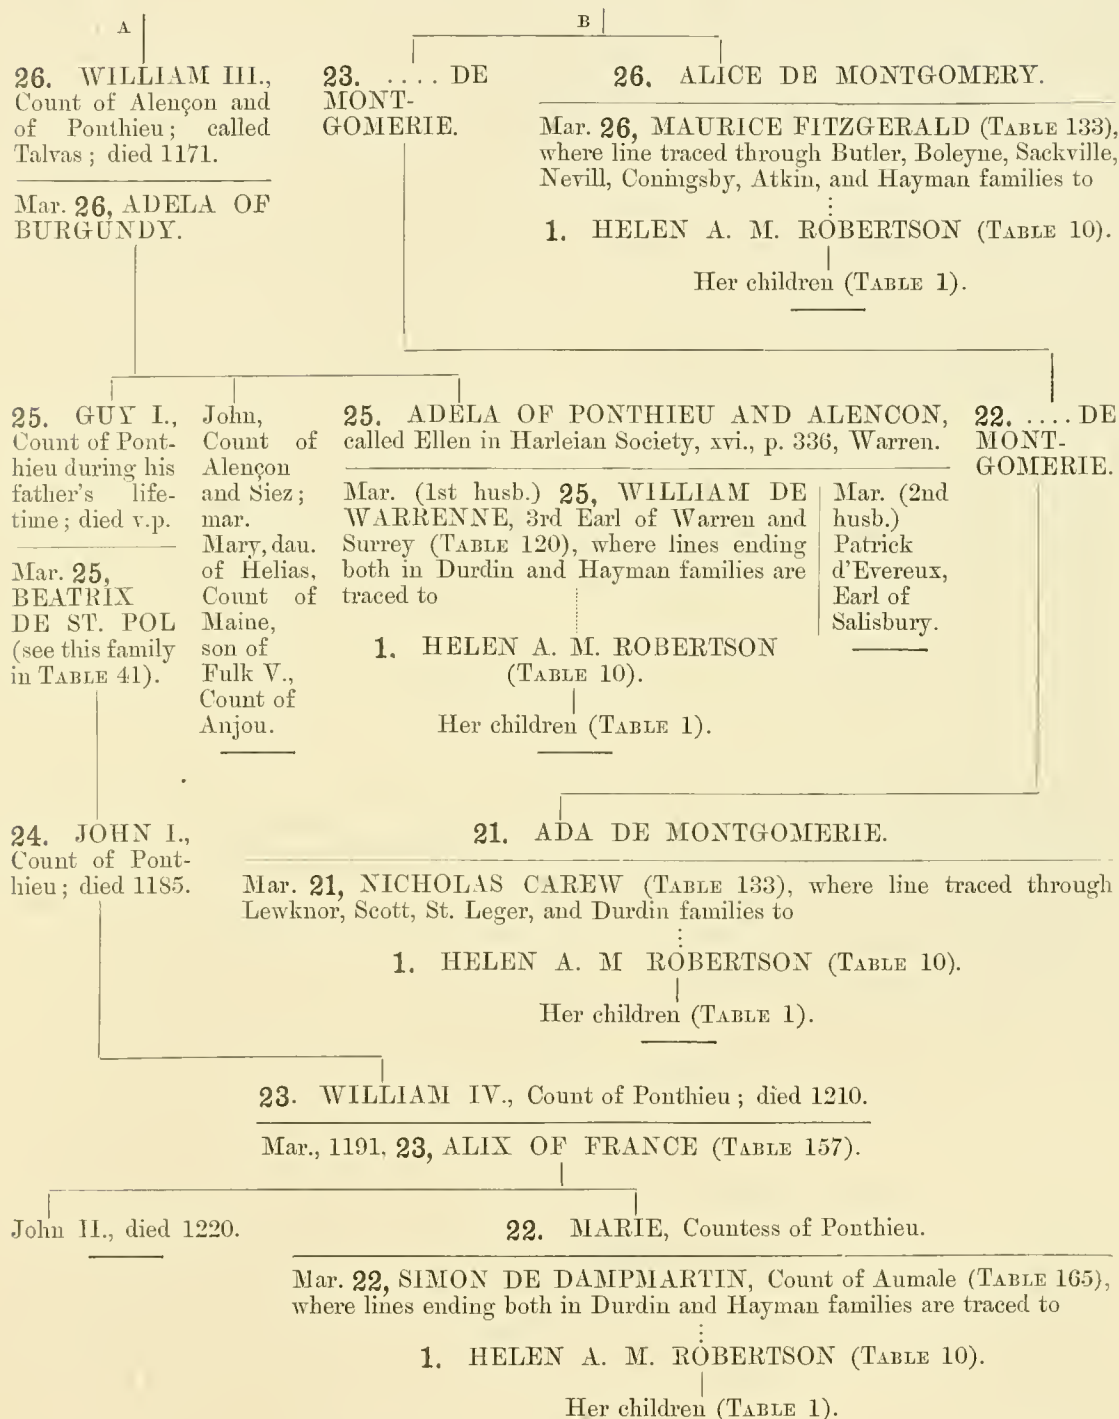 A
B
26. WILLIAM III.,
Count of Alençon and
of Ponthieu; called
Talvas; died 1171.
Mar. 26, ADELA OF
BURGUNDY.
23. .... DE
MONT-
GOMERIE.
26. ALICE DE MONTGOMERY.
Mar. 26, MAURICE FITZGERALD (TABLE 133),
where line traced through Butler, Boleyne, Sackville,
Nevill, Coningsby, Atkin, and Hayman families to
1. HELEN A. M. ROBERTSON (TABLE 10).
Her children (TABLE 1).
25. GUY I.,
Count of Pont-
hieu during his
father's life-
time; died v.p.
Mar. 25,
BEATRIX
DE ST. POL
(see this family
in TABLE 41).
John,
Count of
Alençon
and Siez;
mar.
Mary, dau.
of Helias,
Count of
Maine,
son of
Fulk V.,
Count of
Anjou.
25. ADELA OF PONTHIEU AND ALENCON,
called Ellen in Harleian Society, xvi., p. 336, Warren.
Mar. (1st husb.) 25, WILLIAM DE
WARRENNE, 3rd Earl of Warren and
Surrey (TABLE 120), where lines ending
both in Durdin and Hayman families are
traced to
1. HELEN A. M. ROBERTSON
(TABLE 10).
Her children (TABLE 1).
Mar. (2nd
husb.)
Patrick
d'Evereux,
Earl of
Salisbury.
22. .... DE
MONT-
GOMERIE.
24. JOHN I.,
Count of Pont-
hieu; died 1185.
21. ADA DE MONTGOMERIE.
Mar. 21, NICHOLAS CAREW (TABLE 133), where line traced through
Lewknor, Scott, St. Leger, and Durdin families to
1. HELEN A. M ROBERTSON (TABLE 10).
Her children (TABLE 1).
23. WILLIAM IV., Count of Ponthieu; died 1210.
Mar., 1191, 23, ALIX OF FRANCE (TABLE 157).
John II., died 1220.
22. MARIE, Countess of Ponthieu.
Mar. 22, SIMON DE DAMPMARTIN, Count of Aumale (TABLE 165),
where lines ending both in Durdin and Hayman families are traced to
1. HELEN A. M. ROBERTSON (TABLE 10).
Her children (TABLE 1).